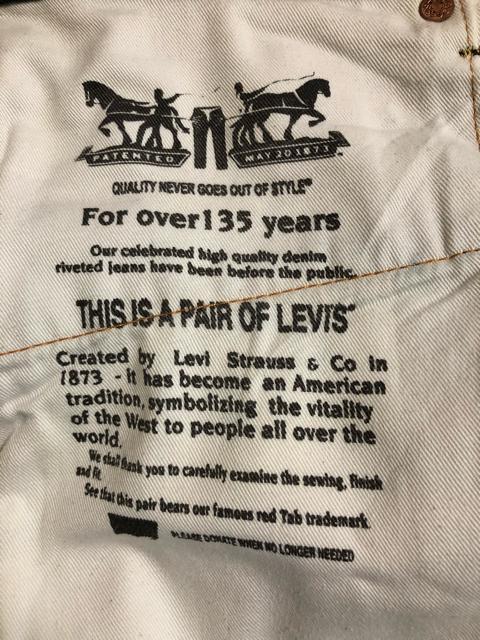 PATENTED MAY 20 1873
QUALITY NEVER GOES OUT OF STYLE®
For over135 years
Our celebrated high quality denim
riveted jeans have been before the public.
THIS IS A PAIR OF LEVI'S®
Created by Levi Strauss & Co in
1873 - it has become an American
tradition, symbolizing the vitality
of the West to people all over the
world.
We shall thank you to carefully examine the sewing, Finish
and fit.
See that this pair bears our famous red Tab trademark.
PLEASE DONATE WHEN NO LONGER NEEDED